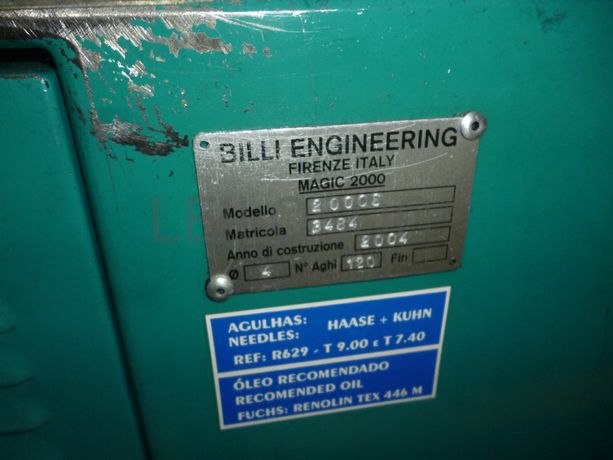 BILLI ENGINEERING
FIRENZE ITALY
MAGIC 2000
Modello
Matricola 3484
Anno di costruzione 2004
Ø 4 N° Aghi 120 Fin
AGULHAS: HAASE + KUHN
NEEDLES:
REF: R629 - T 9.00 E T 7.40
ÓLEO RECOMENDADO
RECOMENDED OIL
FUCHS: RENOLIN TEX 446 M